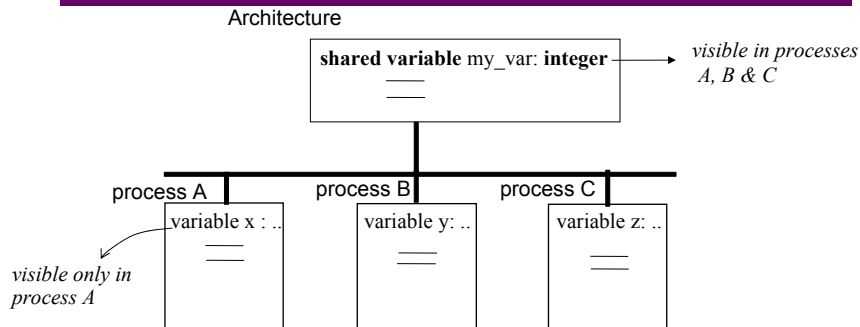 Architecture
shared variable my_var: integer
visible in processes
A, B & C
process A
process B
process C
variable x : ..
variable y: ..
variable z: ..
visible only in
process A